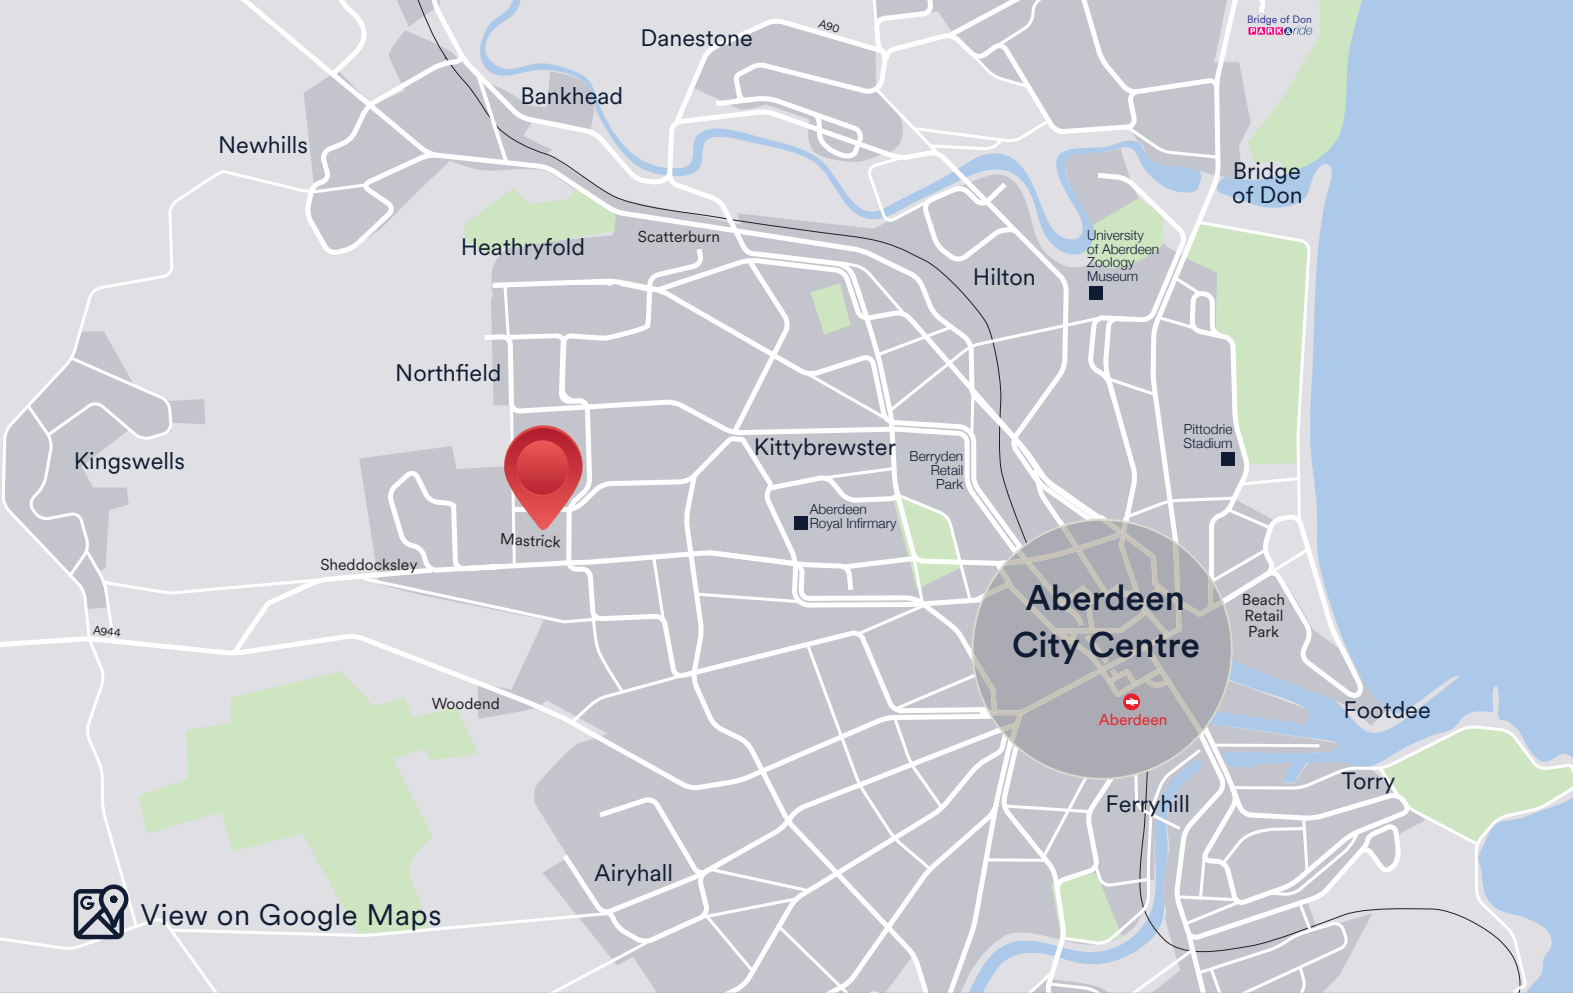 Bridge of Don
PARK & ride
A90
Danestone
Bankhead
Newhills
Bridge
of Don
Scatterburn
Heathryfold
University
of Aberdeen
Zoology
Museum
Hilton
Northfield
Pittodrie
Stadium
Kittybrewster
Berryden
Retail
Park
Kingswells
Aberdeen
Royal Infirmary
Mastrick
Sheddocksley
Aberdeen
City Centre
Beach
Retail
Park
A944
Woodend
Aberdeen
Footdee
Torry
Ferryhill
Airyhall
G
View on Google Maps